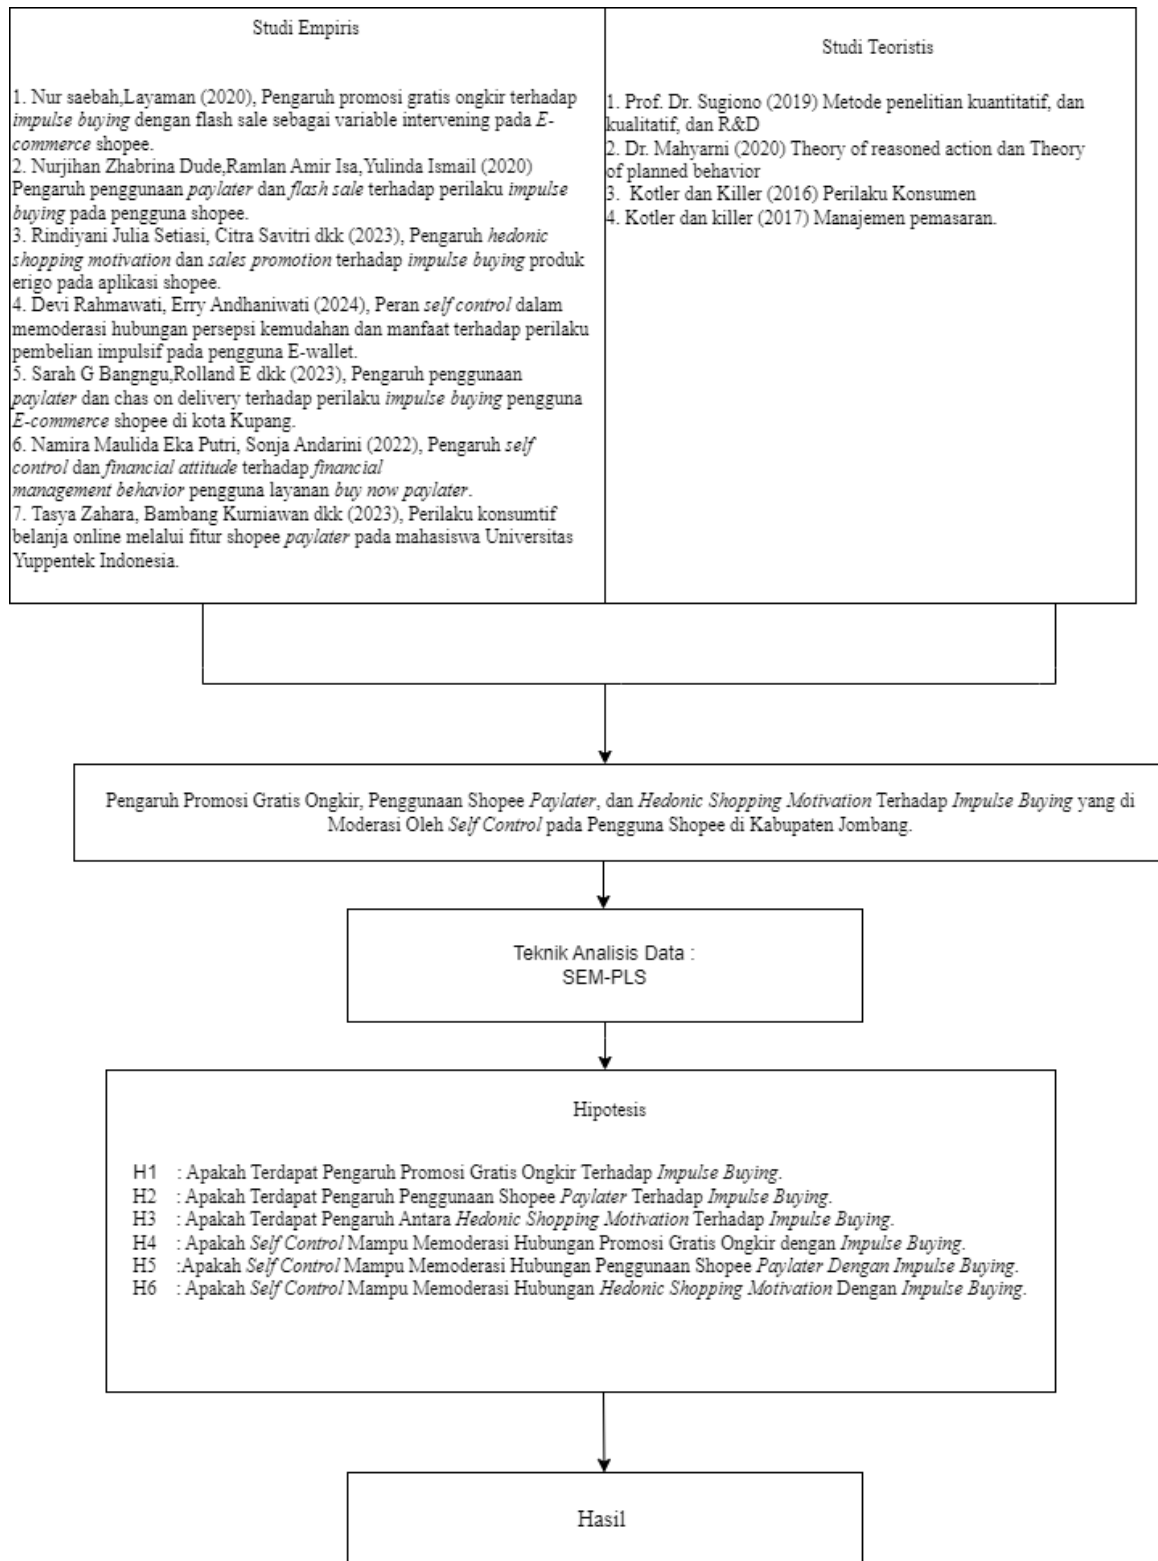 Studi Empiris
1. Nur saebah,Layaman (2020), Pengaruh promosi gratis ongkir terhadap
impulse buying dengan flash sale sebagai variable intervening pada E-
commerce shopee.
2. Nurjihan Zhabrina Dude,Ramlan Amir Isa,Yulinda Ismail (2020)
Pengaruh penggunaan paylater dan flash sale terhadap perilaku impulse
buying pada pengguna shopee.
3. Rindiyani Julia Setiasi, Citra Savitri dkk (2023), Pengaruh hedonic
shopping motivation dan sales promotion terhadap impulse buying produk
erigo pada aplikasi shopee.
4. Devi Rahmawati, Erry Andhaniwati (2024), Peran self control dalam
memoderasi hubungan persepsi kemudahan dan manfaat terhadap perilaku
pembelian impulsif pada pengguna E-wallet.
5. Sarah G Bangngu,Rolland E dkk (2023), Pengaruh penggunaan
paylater dan chas on delivery terhadap perilaku impulse buying pengguna
E-commerce shopee di kota Kupang.
6. Namira Maulida Eka Putri, Sonja Andarini (2022), Pengaruh self
control dan financial attitude terhadap financial
management behavior pengguna layanan buy now paylater.
7. Tasya Zahara, Bambang Kurniawan dkk (2023), Perilaku konsumtif
belanja online melalui fitur shopee paylater pada mahasiswa Universitas
Yuppentek Indonesia.
Studi Teoristis
1. Prof. Dr. Sugiono (2019) Metode penelitian kuantitatif, dan
kualitatif, dan R&D
2. Dr. Mahyarni (2020) Theory of reasoned action dan Theory
of planned behavior
3. Kotler dan Killer (2016) Perilaku Konsumen
4. Kotler dan killer (2017) Manajemen pemasaran.
Pengaruh Promosi Gratis Ongkir, Penggunaan Shopee Paylater, dan Hedonic Shopping Motivation Terhadap Impulse Buying yang di
Moderasi Oleh Self Control pada Pengguna Shopee di Kabupaten Jombang.
Teknik Analisis Data :
SEM-PLS
Hipotesis
H1 : Apakah Terdapat Pengaruh Promosi Gratis Ongkir Terhadap Impulse Buying.
H2 : Apakah Terdapat Pengaruh Penggunaan Shopee Paylater Terhadap Impulse Buying.
H3 : Apakah Terdapat Pengaruh Antara Hedonic Shopping Motivation Terhadap Impulse Buying.
H4 : Apakah Self Control Mampu Memoderasi Hubungan Promosi Gratis Ongkir dengan Impulse Buying.
H5 :Apakah Self Control Mampu Memoderasi Hubungan Penggunaan Shopee Paylater Dengan Impulse Buying.
H6 : Apakah Self Control Mampu Memoderasi Hubungan Hedonic Shopping Motivation Dengan Impulse Buying.
Hasil